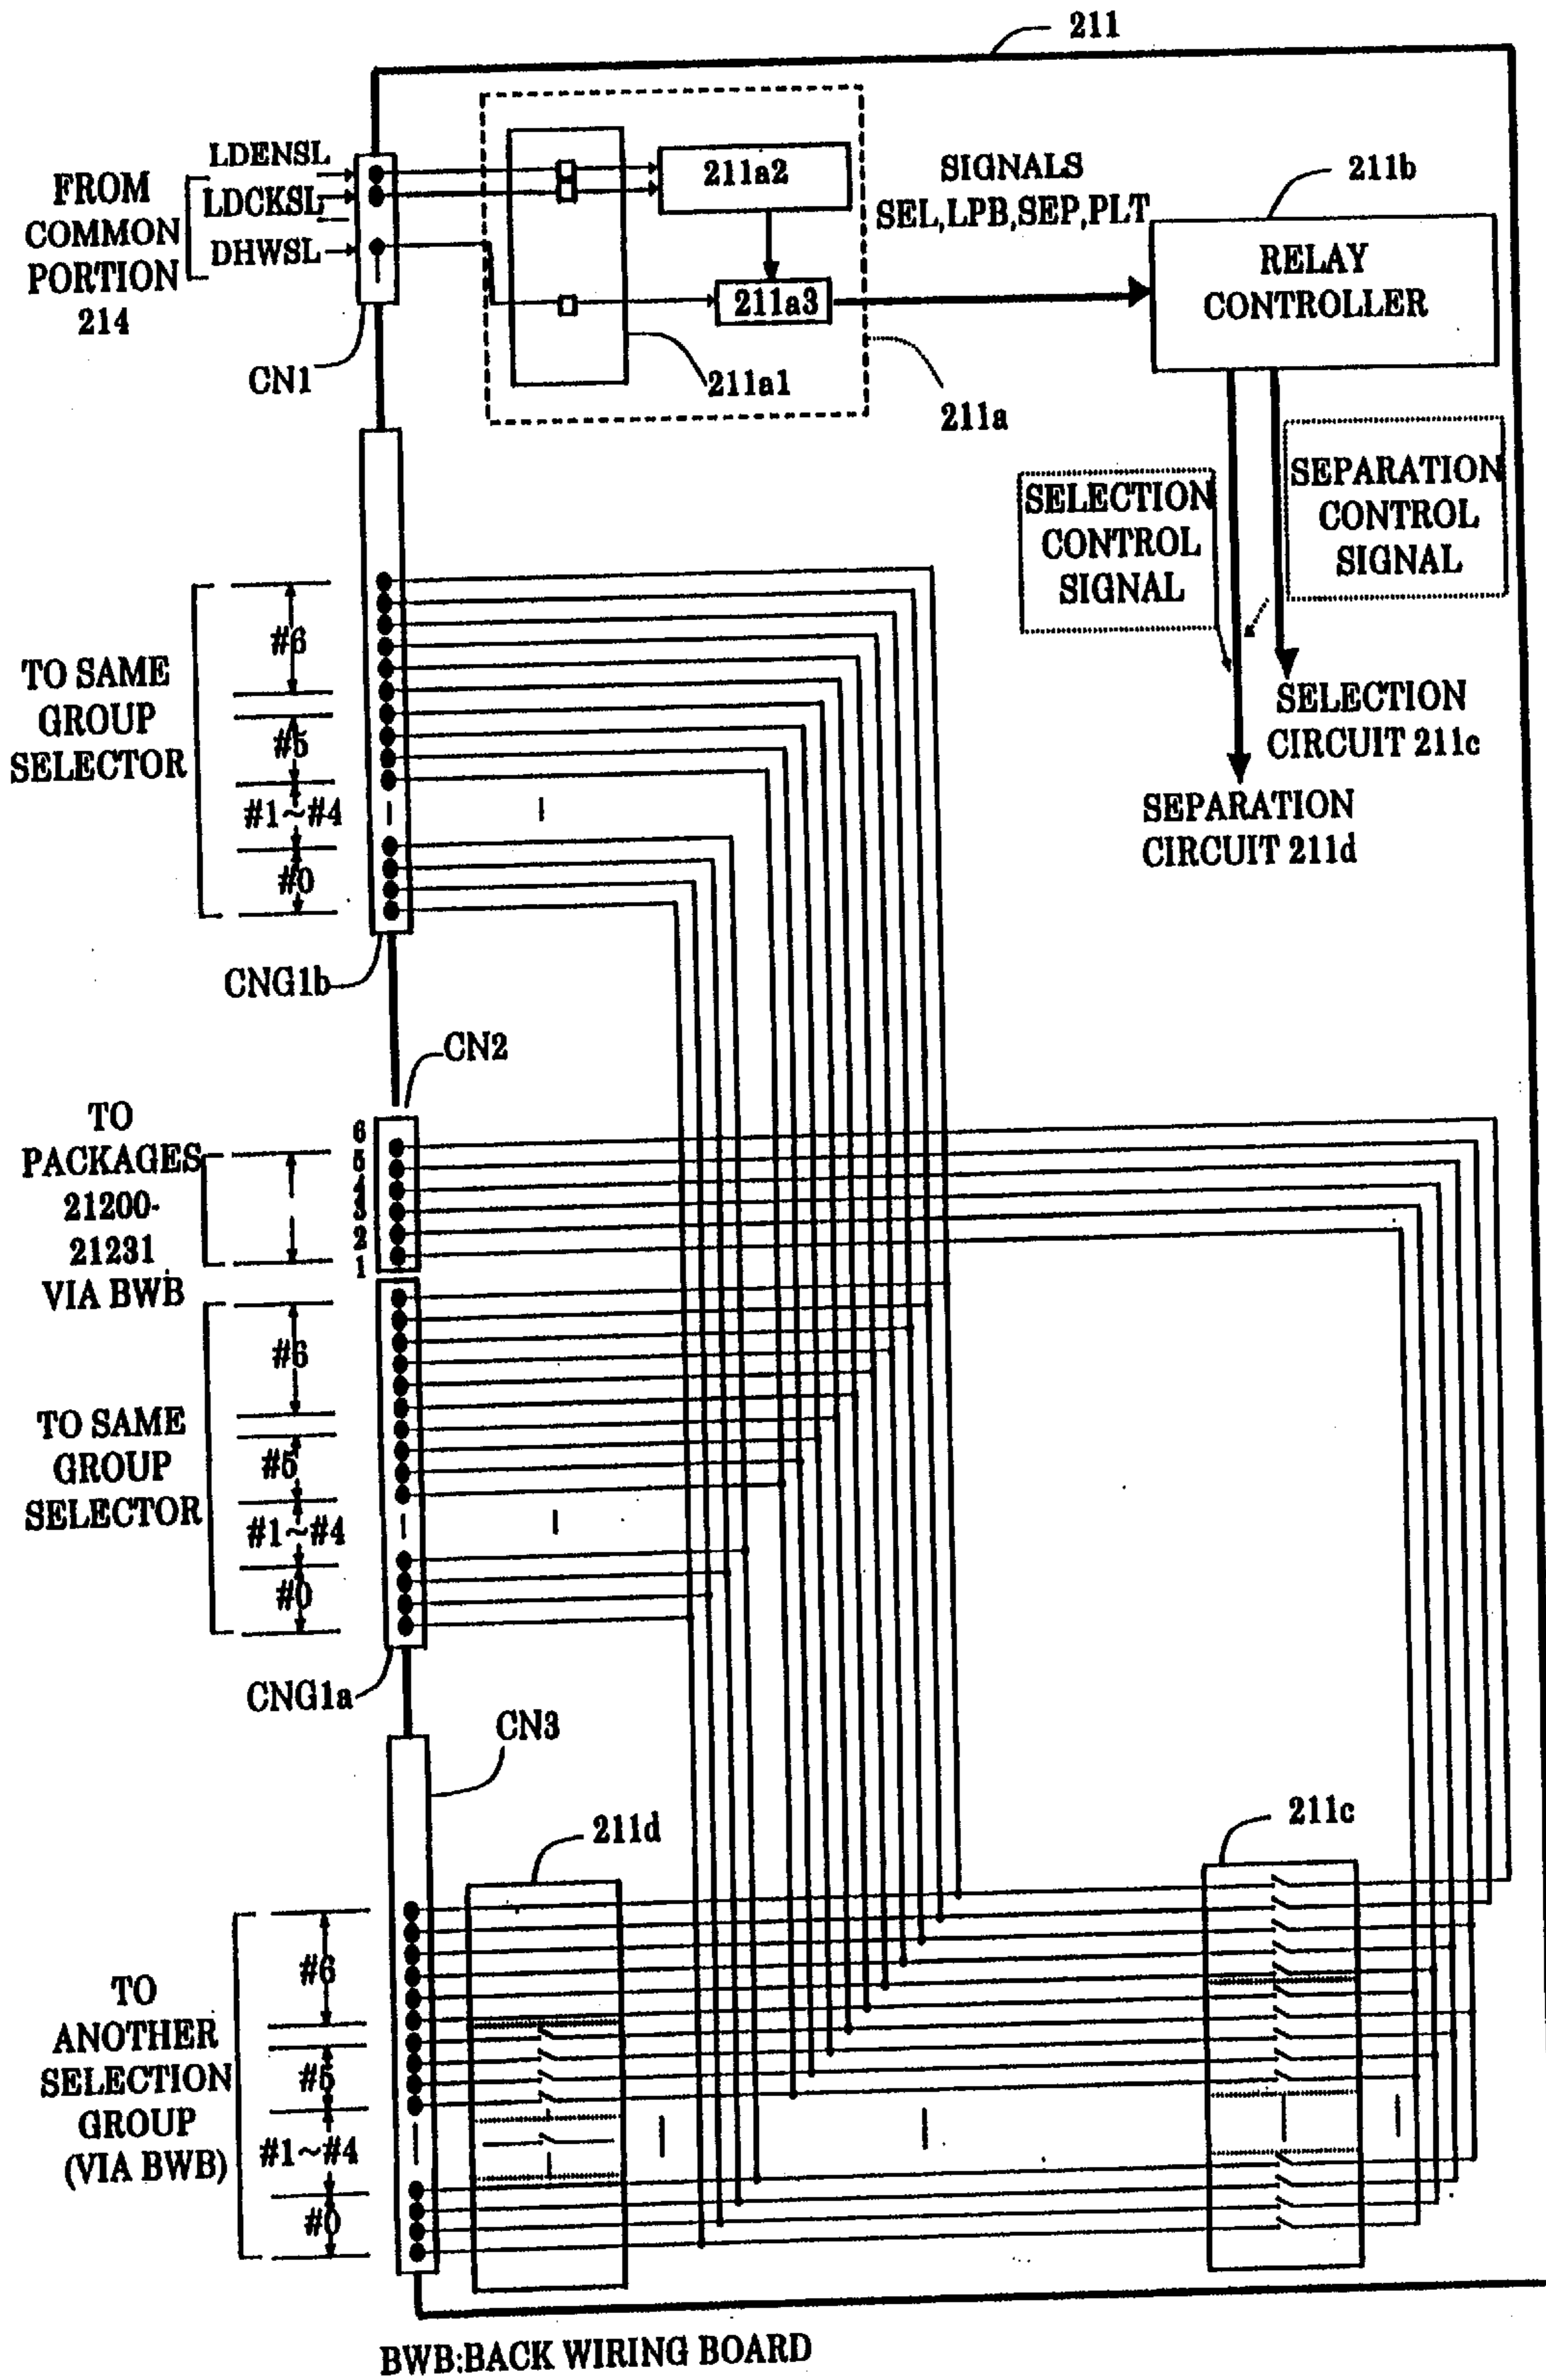 211
LDENSL
LDCKSL
DHWSL
FROM
COMMON
PORTION
214
CN1
211a2
211a3
211a1
211a
SIGNALS
SEL,LPB,SEP,PLT
211b
RELAY
CONTROLLER
SELECTION
CONTROL
SIGNAL
SEPARATION
CONTROL
SIGNAL
SELECTION
CIRCUIT 211c
SEPARATION
CIRCUIT 211d
TO SAME
GROUP
SELECTOR
#6
#5
#1~#4
#0
CNG1b
CN2
TO
PACKAGES
21200-
21231
VIA BWB
6
5
4
3
2
1
TO SAME
GROUP
SELECTOR
#6
#5
#1~#4
#0
CNG1a
CN3
211d
211c
TO
ANOTHER
SELECTION
GROUP
(VIA BWB)
#6
#5
#1~#4
#0
BWB:BACK WIRING BOARD